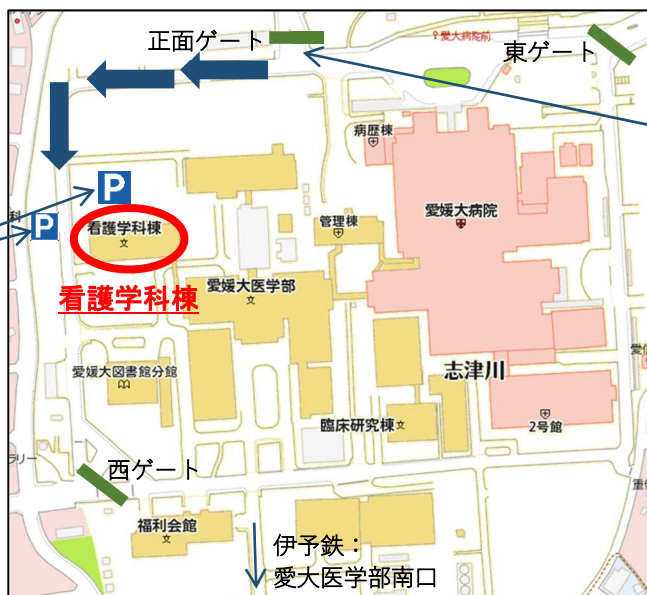 正面ゲート
愛大病院前
東ゲート
病歴棟
科
P
P
看護学科棟
管理棟
愛媛大病院
看護学科棟
愛媛大医学部
愛媛大図書館分館
志津川
臨床研究棟
2号館
ラリー
西ゲート
福利会館
伊予鉄：
愛大医学部南口